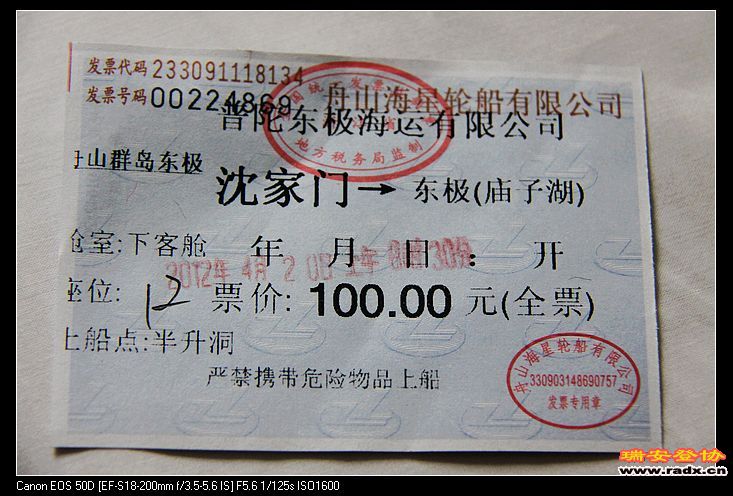 发票代码 233091118134
发票号码 00224869 舟山海星轮船有限公司
普陀东极海运有限公司
地方税务局监制
舟山群岛东极
沈家门→东极(庙子湖)
舱室:下客舱 年 月 日 : 开
2012年 4月 20日
座位: 12 票价: 100.00 元(全票)
上船点:半升洞
严禁携带危险物品上船
舟山海星轮船有限公司
330903148690757
发票专用章
瑞安登协
www.radx.cn
Canon EOS 50D [EF-S18-200mm f/3.5-5.6 IS] F5.6 1/125s ISO1600